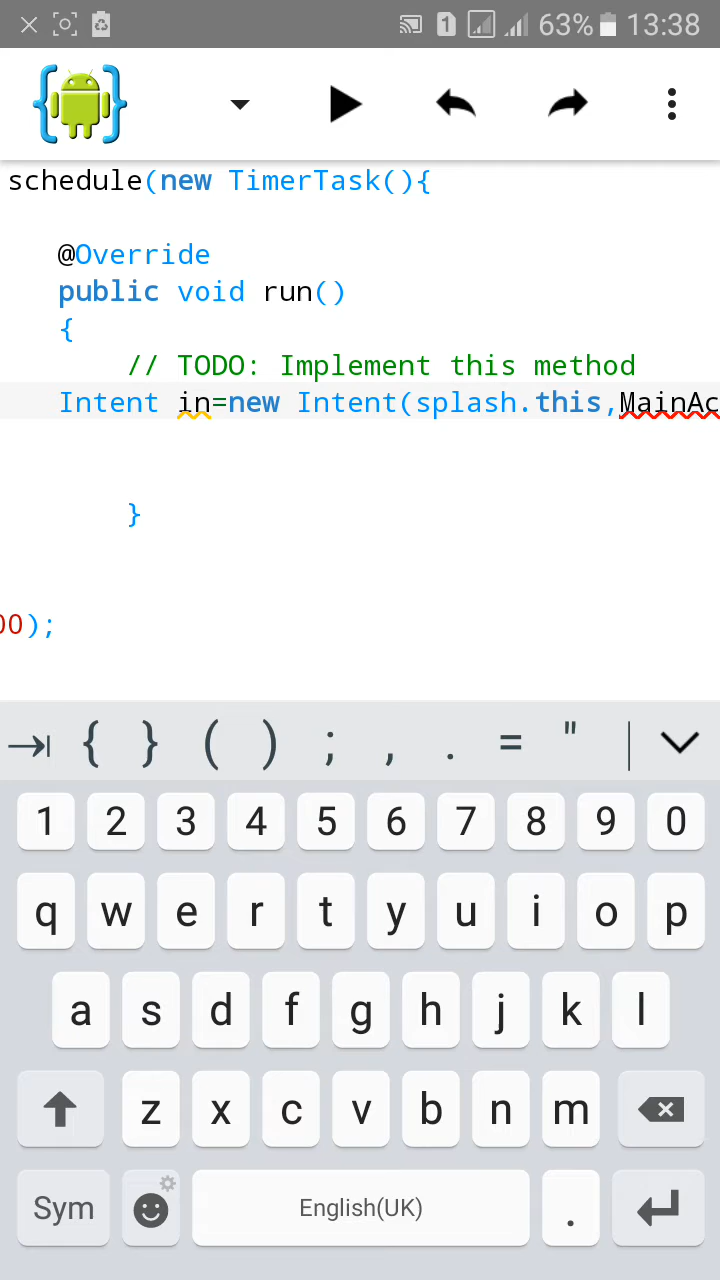 1 63% 13:38
schedule(new TimerTask(){
@Override
public void run()
{
// TODO: Implement this method
Intent in=new Intent(splash.this,MainAc
}
00);
{ } ( ) ; , . = " |
1 2 3 4 5 6 7 8 9 0
q w e r t y u i o p
a s d f g h j k l
z x c v b n m
Sym English(UK) .